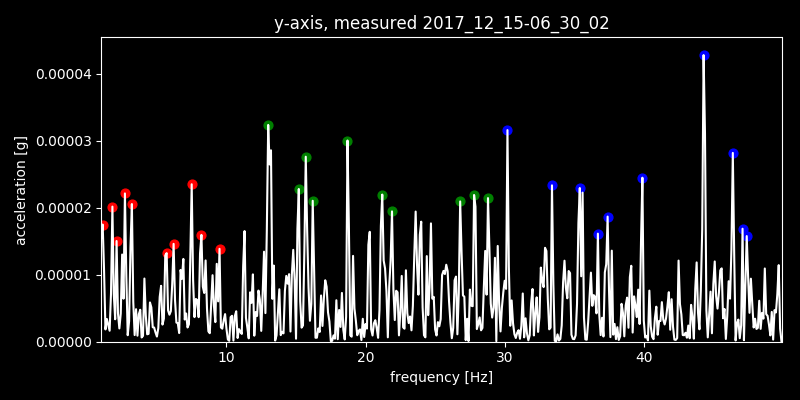 y-axis, measured 2017_12_15-06_30_02
acceleration [g]
0.00004
0.00003
0.00002
0.00001
0.00000
10 20 30 40
frequency [Hz]